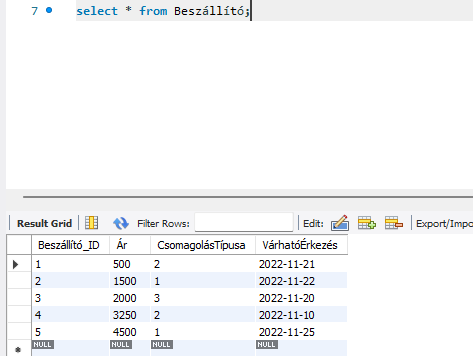 7 select * from Beszállító;
Result Grid Filter Rows: Edit: Export/Impo
Beszállító_ID Ár CsomagolásTípusa VárhatóÉrkezés
1 500 2 2022-11-21
2 1500 1 2022-11-22
3 2000 3 2022-11-20
4 3250 2 2022-11-10
5 4500 1 2022-11-25
NULL NULL NULL NULL